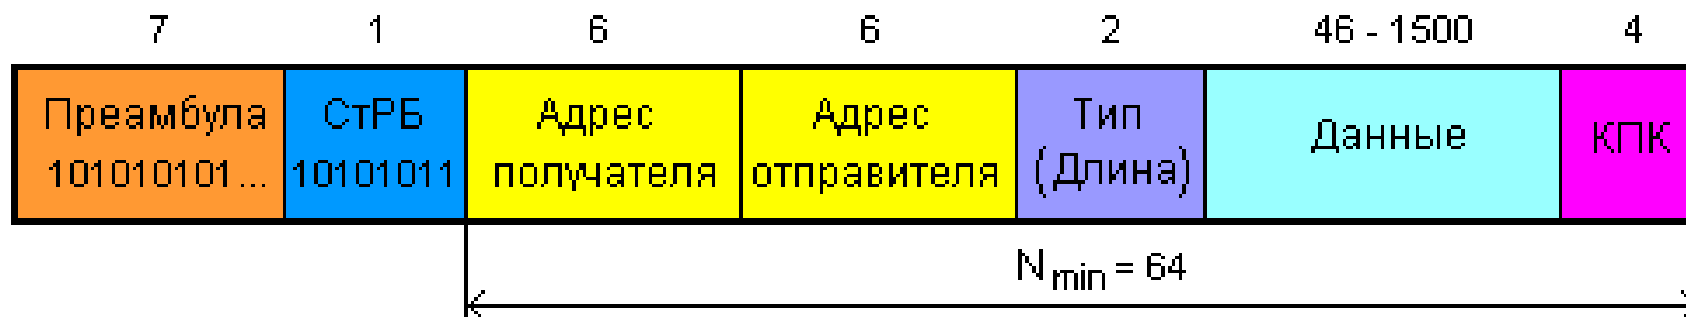 7 1 6 6 2 46 - 1500 4
Преамбула
101010101...
СтРБ
10101011
Адрес
получателя
Адрес
отправителя
Тип
(Длина)
Данные
КПК
N min = 64